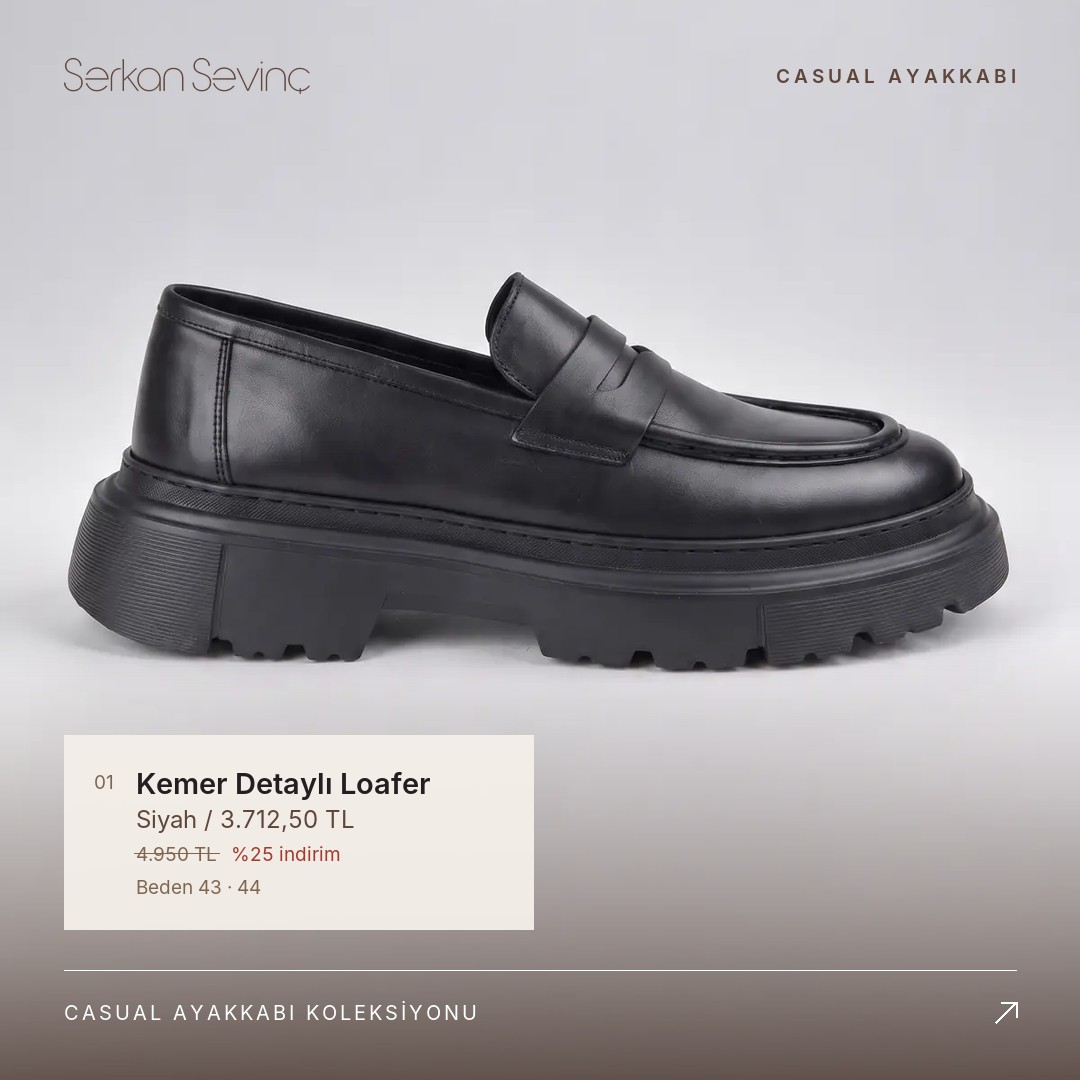 Serkan Sevinç
CASUAL AYAKKABI
01
Kemer Detaylı Loafer
Siyah / 3.712,50 TL
4.950 TL %25 indirim
Beden 43 · 44
CASUAL AYAKKABI KOLEKSİYONU